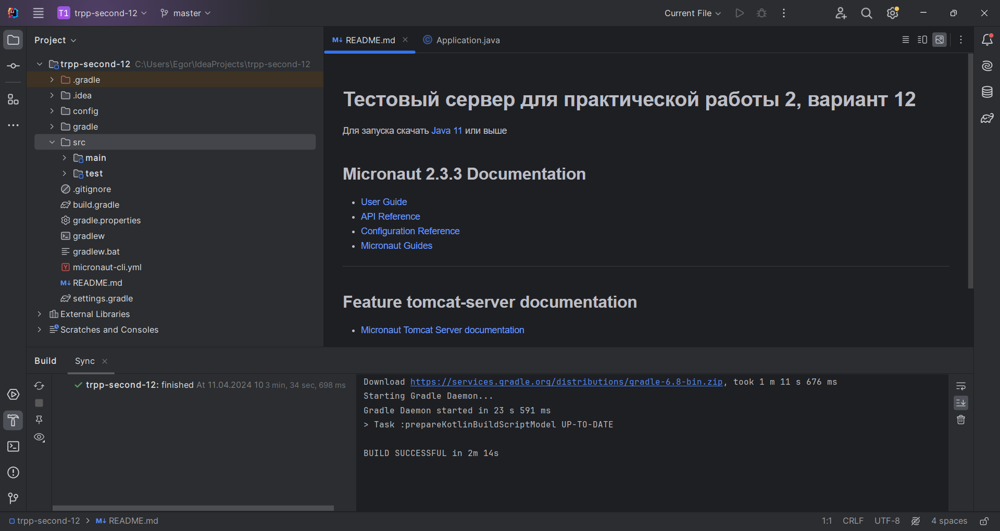 T1 trpp-second-12 master Current File
Project
README.md Application.java
trpp-second-12 C:\Users\Egor\IdeaProjects\trpp-second-12
.gradle
.idea
config
gradle
src
main
test
.gitignore
build.gradle
gradle.properties
gradlew
gradlew.bat
micronaut-cli.yml
README.md
settings.gradle
External Libraries
Scratches and Consoles
Тестовый сервер для практической работы 2, вариант 12
Для запуска скачать Java 11 или выше
Micronaut 2.3.3 Documentation
User Guide
API Reference
Configuration Reference
Micronaut Guides
Feature tomcat-server documentation
Micronaut Tomcat Server documentation
Build Sync
trpp-second-12: finished At 11.04.2024 10 3 min, 34 sec, 698 ms
Download https://services.gradle.org/distributions/gradle-6.8-bin.zip, took 1 m 11 s 676 ms
Starting Gradle Daemon...
Gradle Daemon started in 23 s 591 ms
> Task :prepareKotlinBuildScriptModel UP-TO-DATE
BUILD SUCCESSFUL in 2m 14s
trpp-second-12 > README.md 1:1 CRLF UTF-8 4 spaces